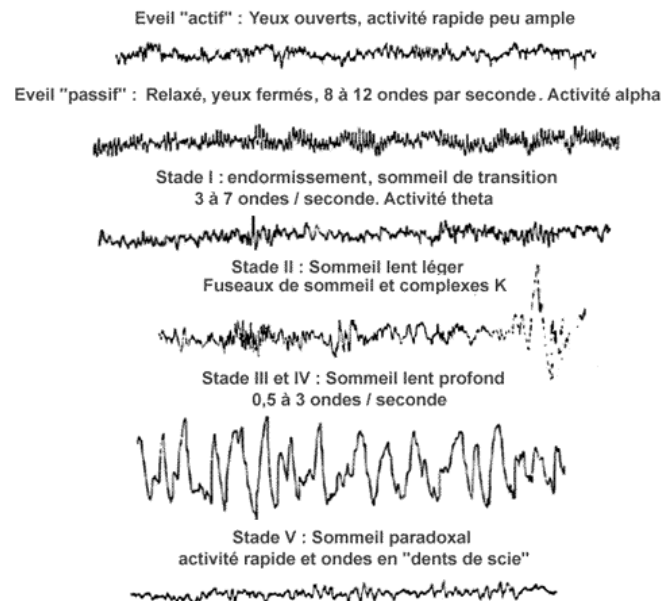 Eveil "actif" : Yeux ouverts, activité rapide peu ample
Eveil "passif" : Relaxé, yeux fermés, 8 à 12 ondes par seconde. Activité alpha
Stade I : endormissement, sommeil de transition
3 à 7 ondes / seconde. Activité theta
Stade II : Sommeil lent léger
Fuseaux de sommeil et complexes K
Stade III et IV : Sommeil lent profond
0,5 à 3 ondes / seconde
Stade V : Sommeil paradoxal
activité rapide et ondes en "dents de scie"